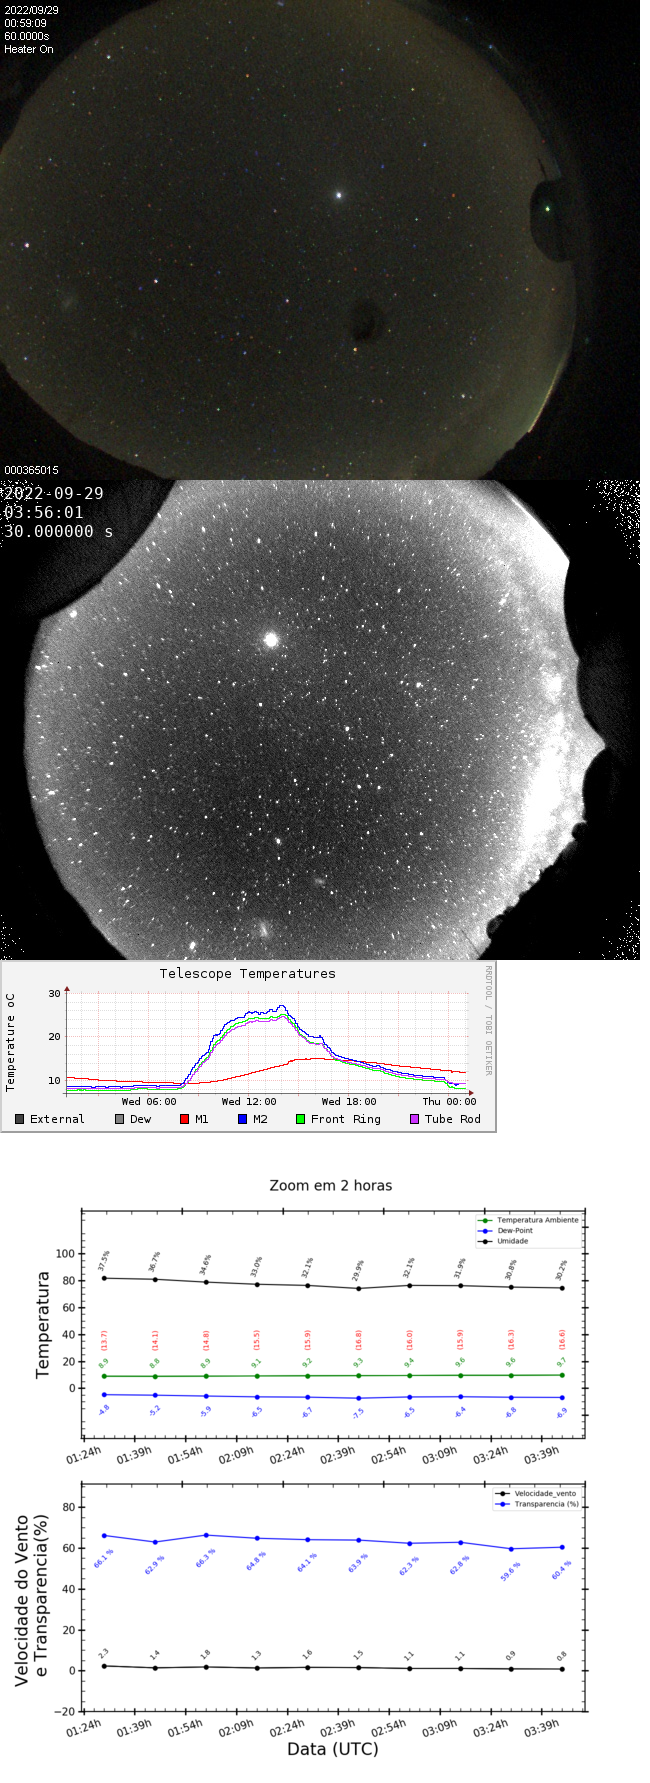 2022/09/29
00:59:09
60.0000s
Heater On
000365015
2022-09-29
03:56:01
30.000000 s
Telescope Temperatures
RRDTOOL / TOBI OETIKER
Temperature oC
30
20
10
Wed 06:00 Wed 12:00 Wed 18:00 Thu 00:00
External Dew M1 M2 Front Ring Tube Rod
Zoom em 2 horas
Temperatura Ambiente
Dew-Point
Umidade
Temperatura
100
80
60
40
20
0
37.5% 36.7% 34.6% 33.0% 32.1% 29.9% 32.1% 31.9% 30.8% 30.2%
(13.7) (14.1) (14.8) (15.5) (15.9) (16.8) (16.0) (15.9) (16.3) (16.6)
8.9 8.8 8.9 9.1 9.2 9.3 9.4 9.6 9.6 9.7
-4.8 -5.2 -5.9 -6.5 -6.7 -7.5 -6.5 -6.4 -6.8 -6.9
01:24h 01:39h 01:54h 02:09h 02:24h 02:39h 02:54h 03:09h 03:24h 03:39h
Velocidade_vento
Transparencia (%)
Velocidade do Vento
e Transparencia(%)
80
60
40
20
0
−20
66.1 % 62.9 % 66.3 % 64.8 % 64.1 % 63.9 % 62.3 % 62.8 % 59.6 % 60.4 %
2.3 1.4 1.8 1.3 1.6 1.5 1.1 1.1 0.9 0.8
01:24h 01:39h 01:54h 02:09h 02:24h 02:39h 02:54h 03:09h 03:24h 03:39h
Data (UTC)